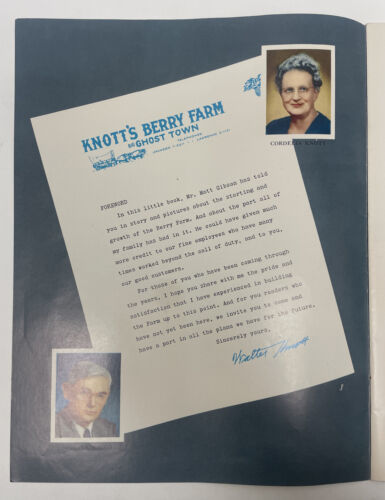 KNOTT'S BERRY FARM
AND GHOST TOWN
TELEPHONES
CORDELIA KNOTT
FOREWORD
In this little book, Mr. Matt Gibson has told
you in story and pictures about the starting and
growth of the Berry Farm. And about the part all of
my family has had in it. He could have given much
more credit to our fine employees who have many
times worked beyond the call of duty, and to you,
our good customers.
For those of you who have been coming through
the years, I hope you share with me the pride and
satisfaction that I have experienced in building
the Farm up to this point. And for you readers who
have not yet been here, we invite you to come and
have a part in all the plans we have for the future.
Sincerely yours,
Walter Knott